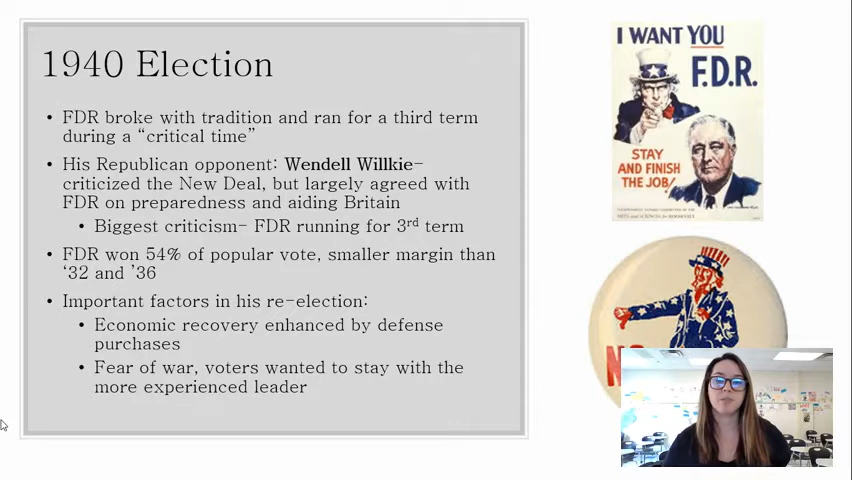 1940 Election
• FDR broke with tradition and ran for a third term
during a “critical time”
• His Republican opponent: Wendell Willkie-
criticized the New Deal, but largely agreed with
FDR on preparedness and aiding Britain
• Biggest criticism- FDR running for 3rd term
• FDR won 54% of popular vote, smaller margin than
‘32 and ’36
• Important factors in his re-election:
• Economic recovery enhanced by defense
purchases
• Fear of war, voters wanted to stay with the
more experienced leader
I WANT YOU
F.D.R.
STAY
AND FINISH
THE JOB!